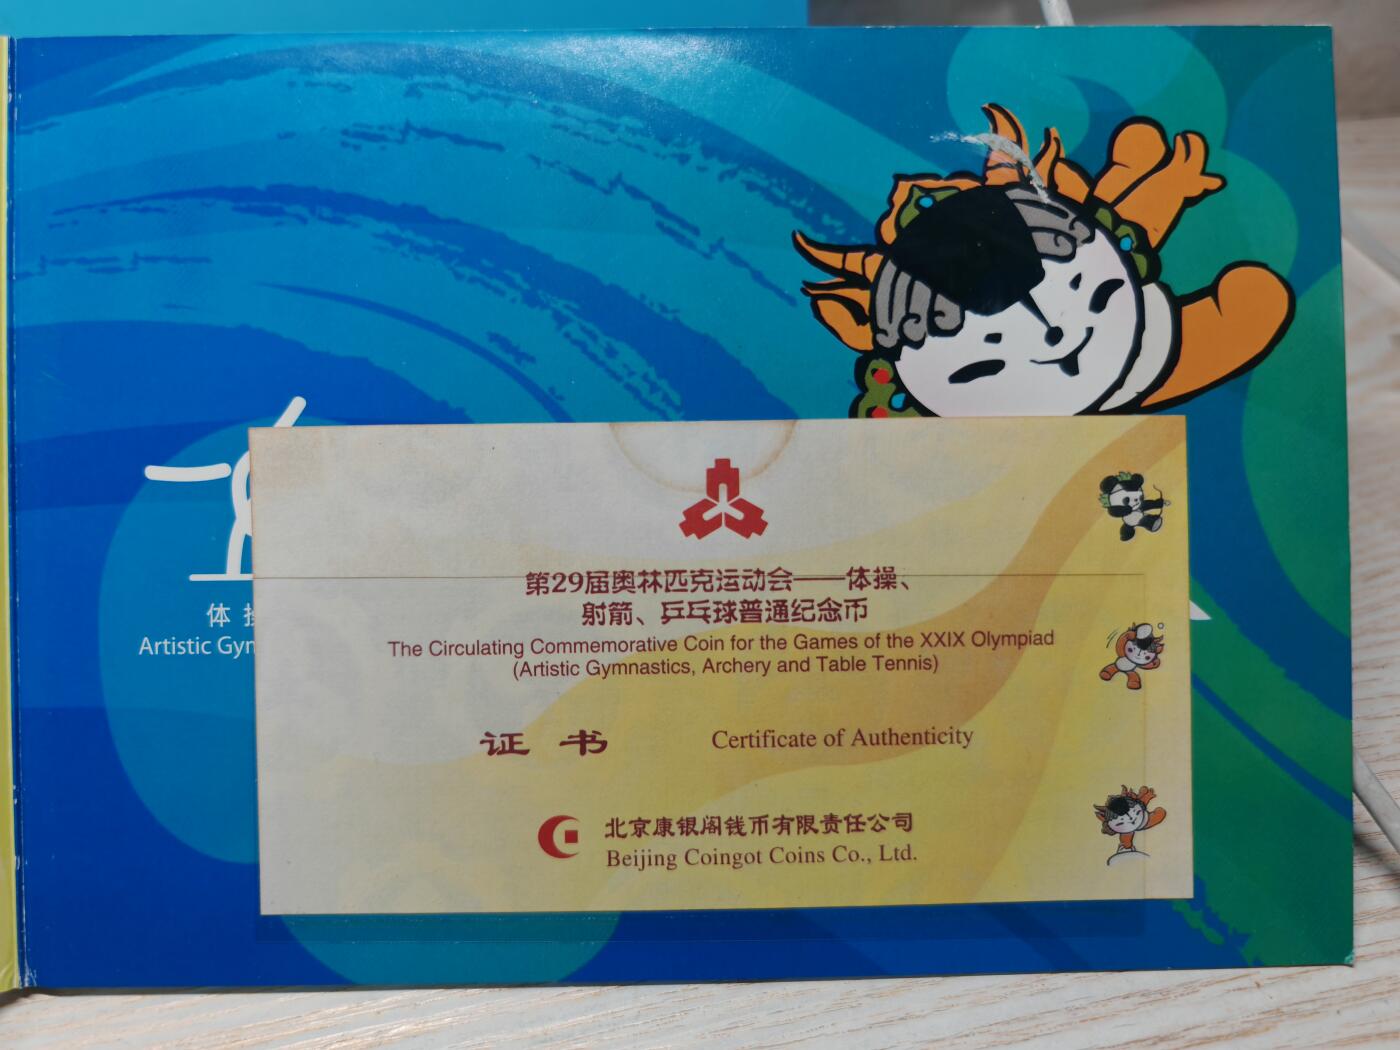 第29届奥林匹克运动会——体操、
射箭、乒乓球普通纪念币
The Circulating Commemorative Coin for the Games of the XXIX Olympiad
(Artistic Gymnastics, Archery and Table Tennis)
证书 Certificate of Authenticity
北京康银阁钱币有限责任公司
Beijing Coingot Coins Co., Ltd.
体
Artistic Gyn